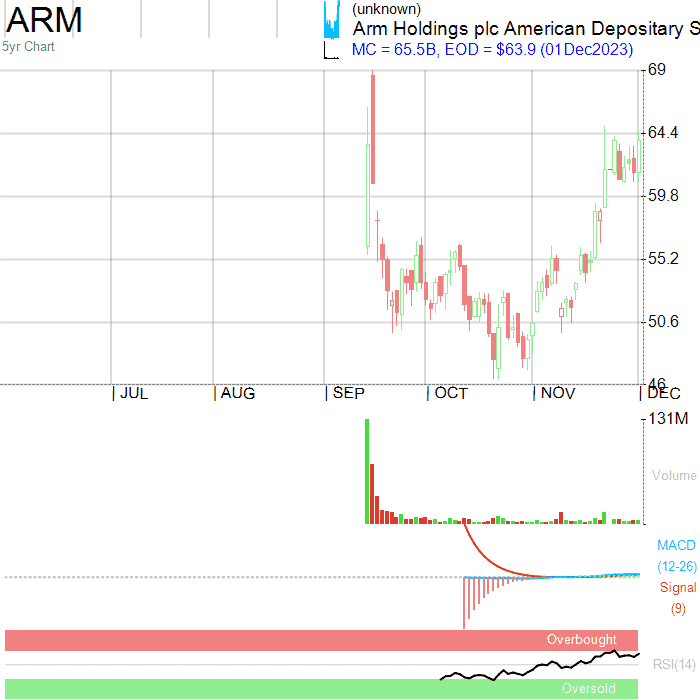 ARM
5yr Chart
(unknown)
Arm Holdings plc American Depositary S
MC = 65.5B, EOD = $63.9 (01Dec2023)
69
64.4
59.8
55.2
50.6
46
JUL AUG SEP OCT NOV DEC
131M
Volume
MACD
(12-26)
Signal
(9)
Overbought
RSI(14)
Oversold